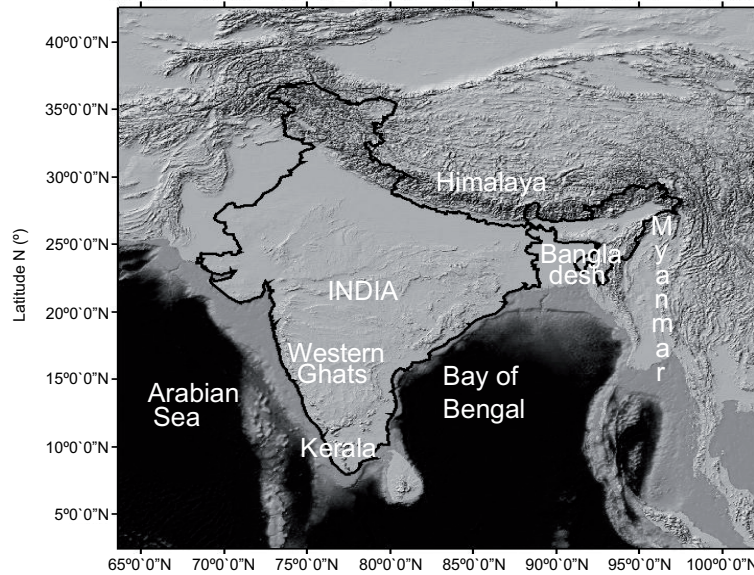 Latitude N (º)
40º0`0”N
35º0`0”N
30º0`0”N
25º0`0”N
20º0`0”N
15º0`0”N
10º0`0”N
5º0`0”N
Himalaya
Bangla
desh
Myanmar
INDIA
Western
Ghats
Arabian
Sea
Bay of
Bengal
Kerala
65º0`0”N
70º0`0”N
75º0`0”N
80º0`0”N
85º0`0”N
90º0`0”N
95º0`0”N
100º0`0”N